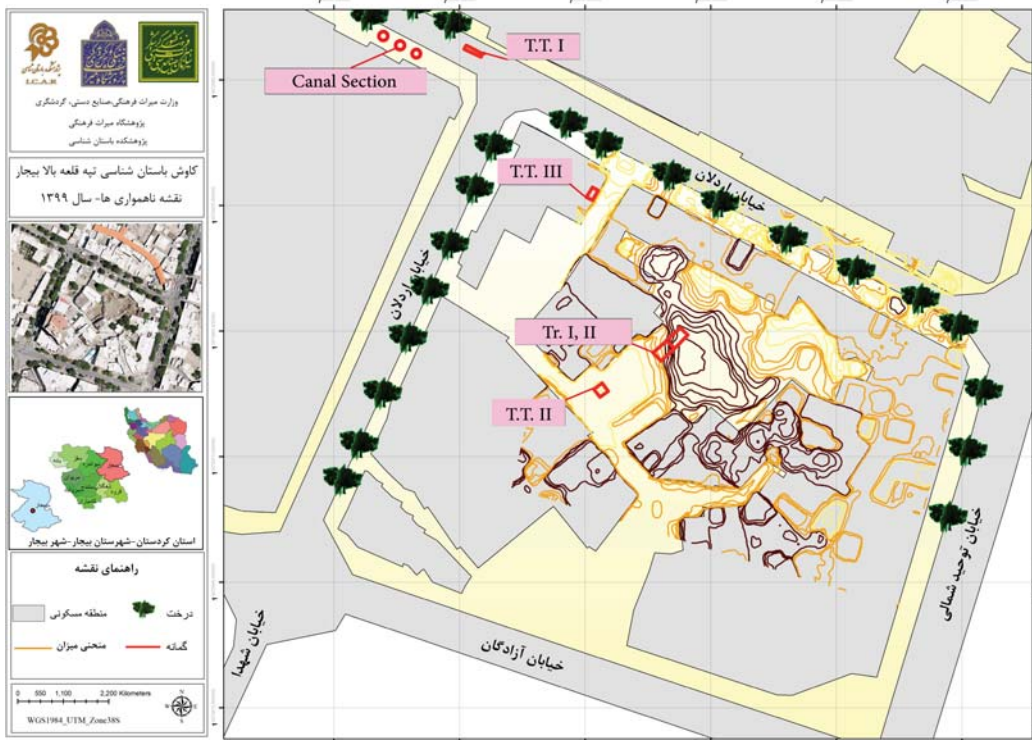 I.C.A.R
وزارت میراث فرهنگی،صنایع دستی، گردشگری
پژوهشگاه میراث فرهنگی
پژوهشکده باستان شناسی
کاوش باستان شناسی تپه قلعه بالا بیجار
نقشه ناهمواری ها- سال ۱۳۹۹
استان کردستان-شهرستان بیجار-شهر بیجار
راهنمای نقشه
درخت
منطقه مسکونی
گمانه
منحنی میزان
0 550 1,100 2,200 Kilometers
WGS1984_UTM_Zone38S
T.T. I
Canal Section
T.T. III
خیابان اردلان
خیابان اردلان
Tr. I, II
T.T. II
خیابان توحید شمالی
خیابان آزادگان
خیابان شهدا